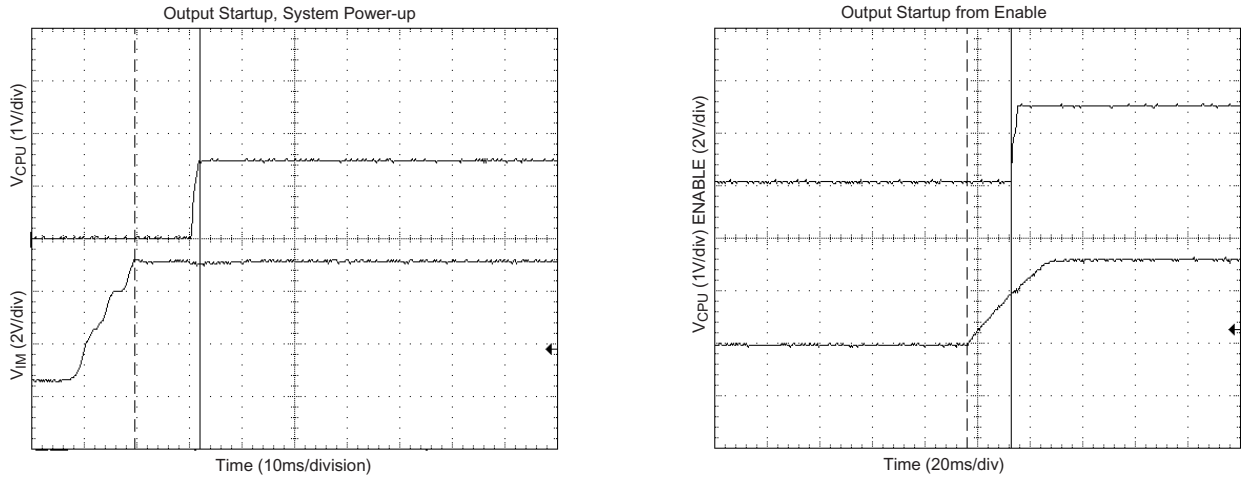 Output Startup, System Power-up
VCPU (1V/div)
VIM (2V/div)
Time (10ms/division)
Output Startup from Enable
VCPU (1V/div) ENABLE (2V/div)
Time (20ms/div)